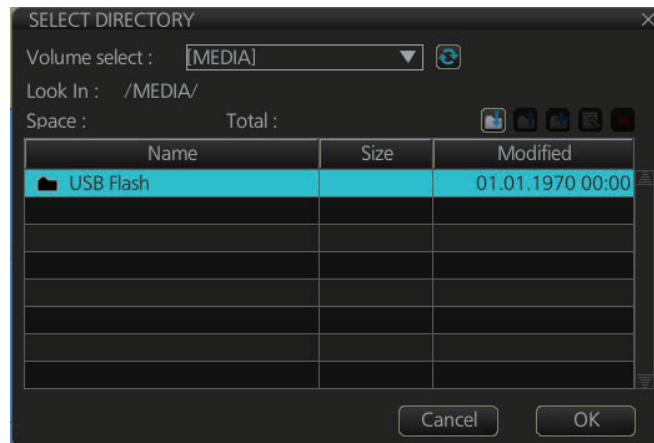 SELECT DIRECTORY
Volume select : [MEDIA]
Look In : /MEDIA/
Space : Total :
Name Size Modified
USB Flash 01.01.1970 00:00
Cancel OK